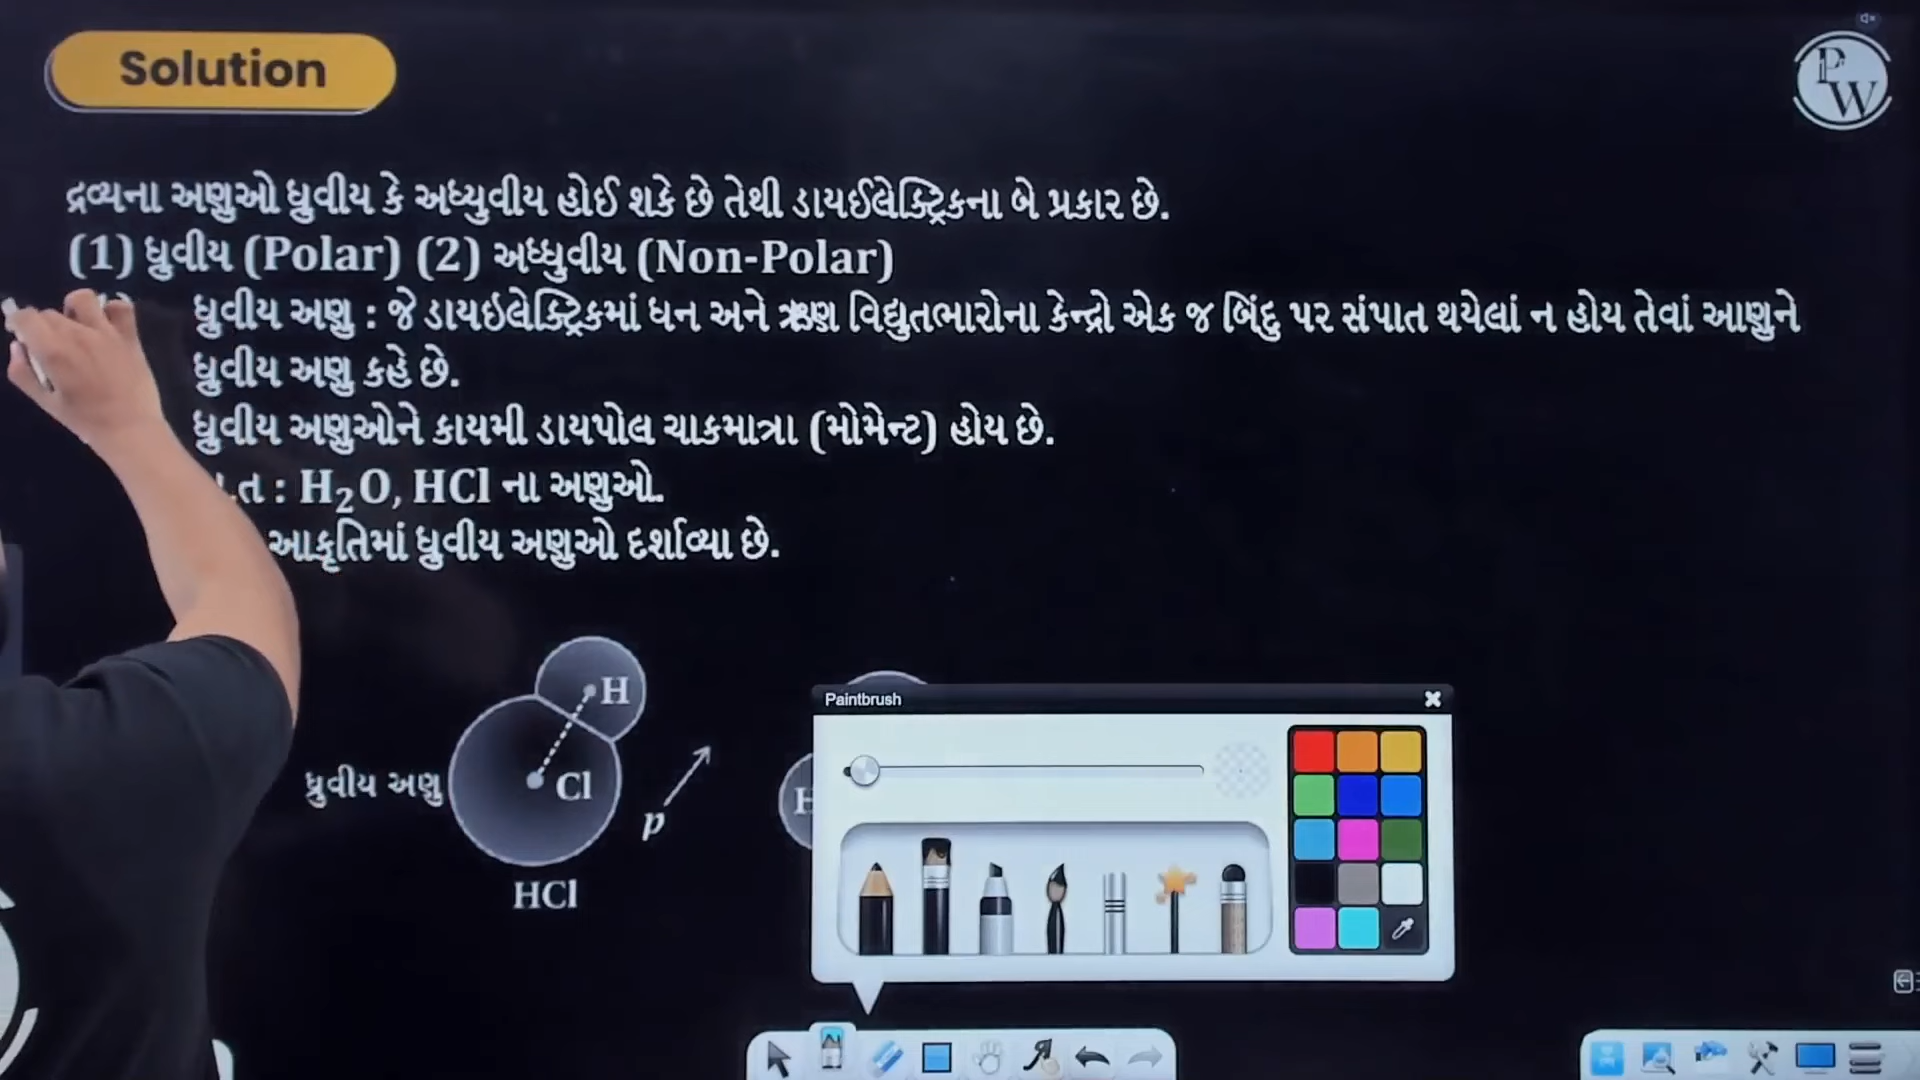 Solution
PW
દ્રવ્યના અણુઓ ધ્રુવીય કે અધ્યુવીય હોઈ શકે છે તેથી ડાયઈલેક્ટ્રિકના બે પ્રકાર છે.
(1) ધ્રુવીય (Polar) (2) અધ્ધ્રુવીય (Non-Polar)
ધ્રુવીય અણુ : જે ડાયઇલેક્ટ્રિકમાં ધન અને ઋણ વિદ્યુતભારોના કેન્દ્રો એક જ બિંદુ પર સંપાત થયેલાં ન હોય તેવાં આણુને
ધ્રુવીય અણુ કહે છે.
ધ્રુવીય અણુઓને કાયમી ડાયપોલ ચાકમાત્રા (મોમેન્ટ) હોય છે.
.ત : H₂O, HCl ના અણુઓ.
આકૃતિમાં ધ્રુવીય અણુઓ દર્શાવ્યા છે.
H
Paintbrush
ધ્રુવીય અણુ
Cl
p
H
HCl